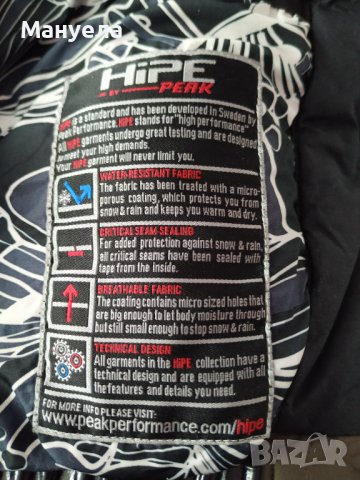 Мануела
HiPE
BY PEAK
HiPE is a standard and has been developed in Sweden by
Peak Performance. HiPE stands for "high performance"
All HiPE garments undergo great testing and are designed
to meet your high demands.
Your HiPE garment will never limit you.
WATER-RESISTANT FABRIC
The fabric has been treated with a micro-
porous coating, which protects you from
snow & rain and keeps you warm and dry.
CRITICAL SEAM-SEALING
For added protection against snow & rain,
all critical seams have been sealed with
tape from the inside.
BREATHABLE FABRIC
The coating contains micro sized holes that
are big enough to let body moisture through
but still small enough to stop snow & rain.
TECHNICAL DESIGN
All garments in the HiPE collection have a
technical design and are equipped with all
the features and details you need.
FOR MORE INFO PLEASE VISIT:
www.peakperformance.com/hipe
BAZAR
bg